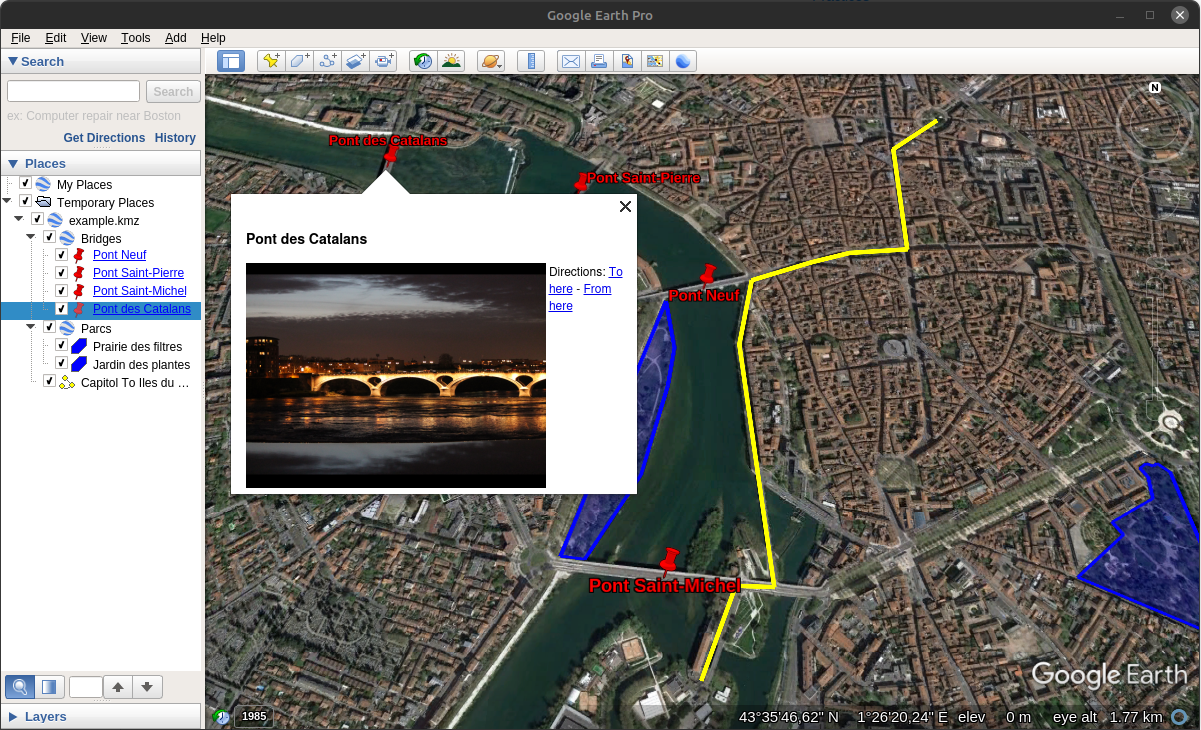 Google Earth Pro
File Edit View Tools Add Help
Search
Search
ex: Computer repair near Boston
Get Directions History
Places
My Places
Temporary Places
example.kmz
Bridges
Pont Neuf
Pont Saint-Pierre
Pont Saint-Michel
Pont des Catalans
Parcs
Prairie des filtres
Jardin des plantes
Capitol To Iles du ...
Layers
N
Pont des Catalans
Pont Saint-Pierre
Pont des Catalans
Directions: To
here - From
here
Pont Neuf
Pont Saint-Michel
Google Earth
1985
43°35'46,62" N 1°26'20,24" E elev 0 m eye alt 1.77 km